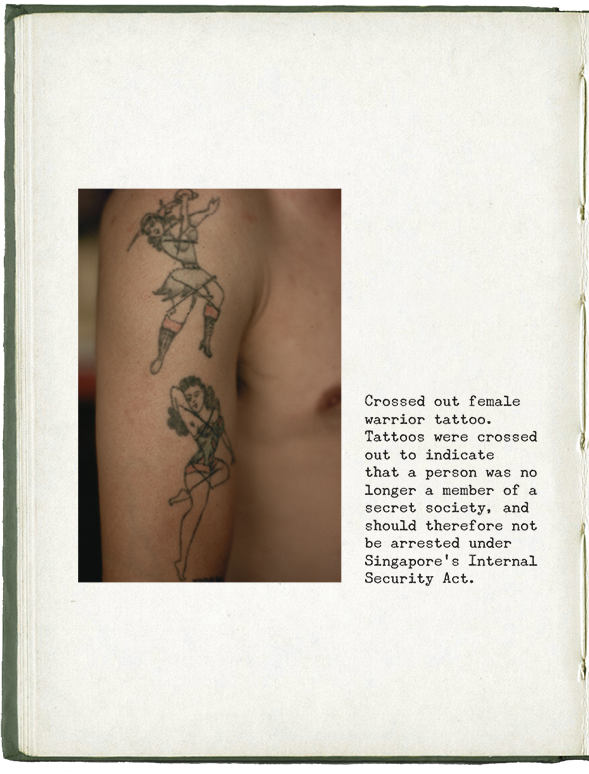 Crossed out female
warrior tattoo.
Tattoos were crossed
out to indicate
that a person was no
longer a member of a
secret society, and
should therefore not
be arrested under
Singapore's Internal
Security Act.